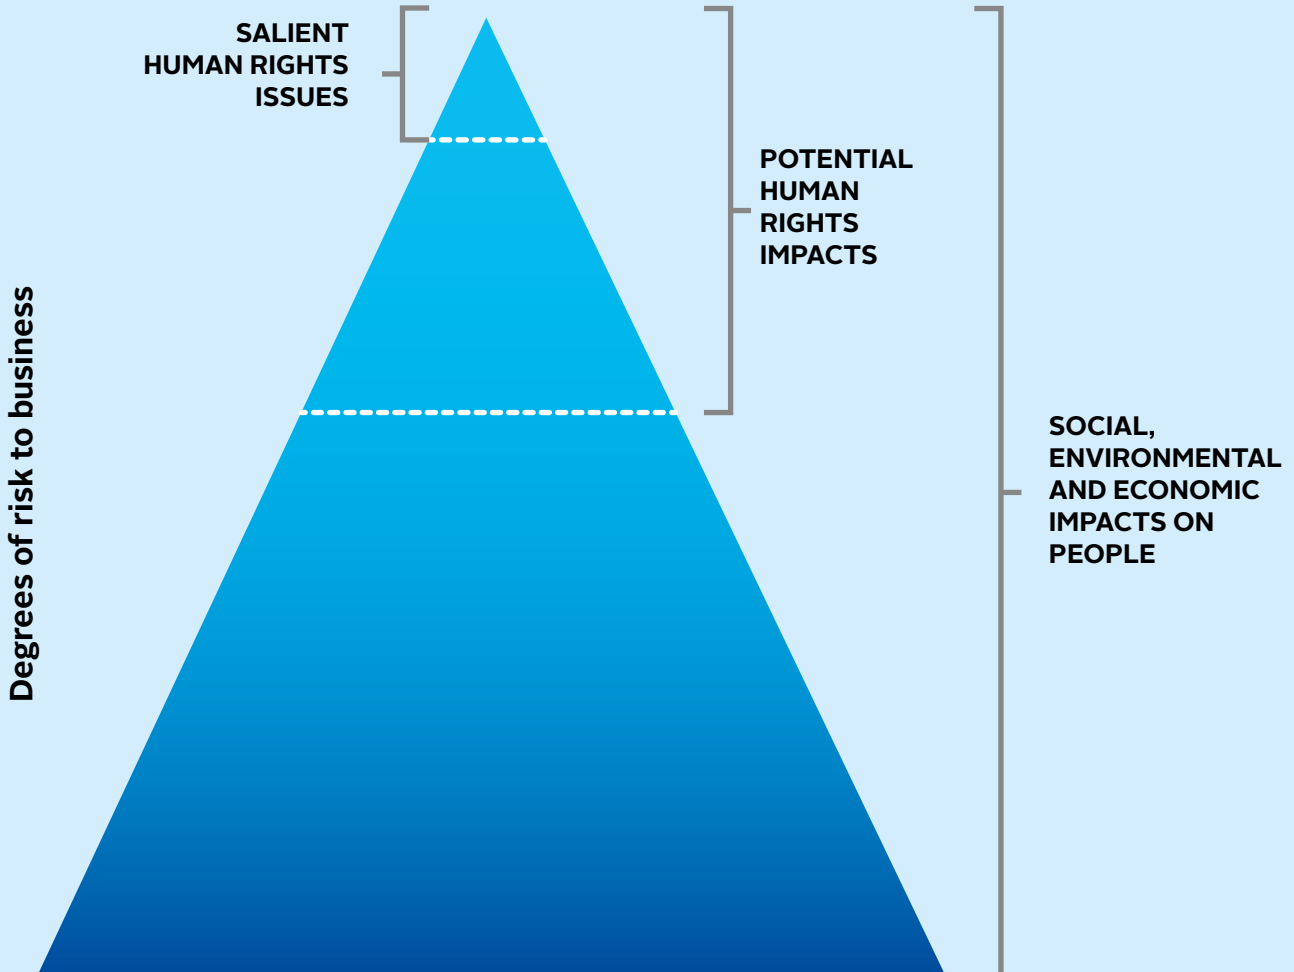 SALIENT
HUMAN RIGHTS
ISSUES
POTENTIAL
HUMAN
RIGHTS
IMPACTS
Degrees of risk to business
SOCIAL,
ENVIRONMENTAL
AND ECONOMIC
IMPACTS ON
PEOPLE